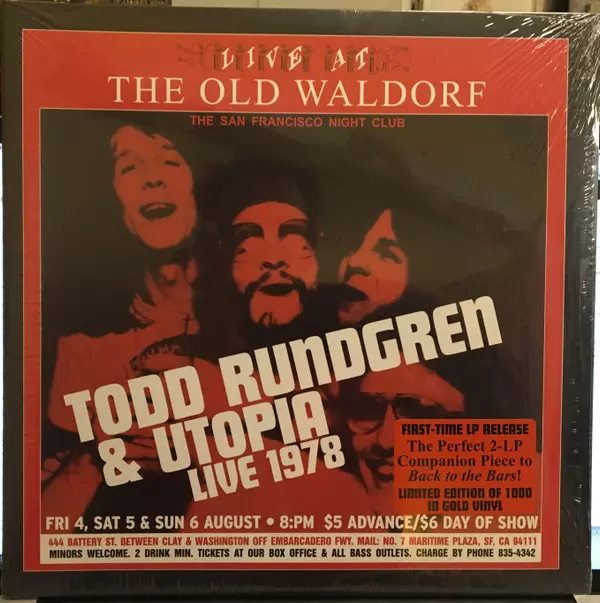 LIVE AT
THE OLD WALDORF
THE SAN FRANCISCO NIGHT CLUB
TODD RUNDGREN
& UTOPIA
LIVE 1978
FIRST-TIME LP RELEASE
The Perfect 2-LP
Companion Piece to
Back to the Bars!
LIMITED EDITION OF 1000
IN GOLD VINYL
FRI 4, SAT 5 & SUN 6 AUGUST • 8:PM $5 ADVANCE/$6 DAY OF SHOW
444 BATTERY ST. BETWEEN CLAY & WASHINGTON OFF EMBARCADERO FWY. MAIL: NO. 7 MARITIME PLAZA, SF, CA 94111
MINORS WELCOME. 2 DRINK MIN. TICKETS AT OUR BOX OFFICE & ALL BASS OUTLETS. CHARGE BY PHONE 835-4342